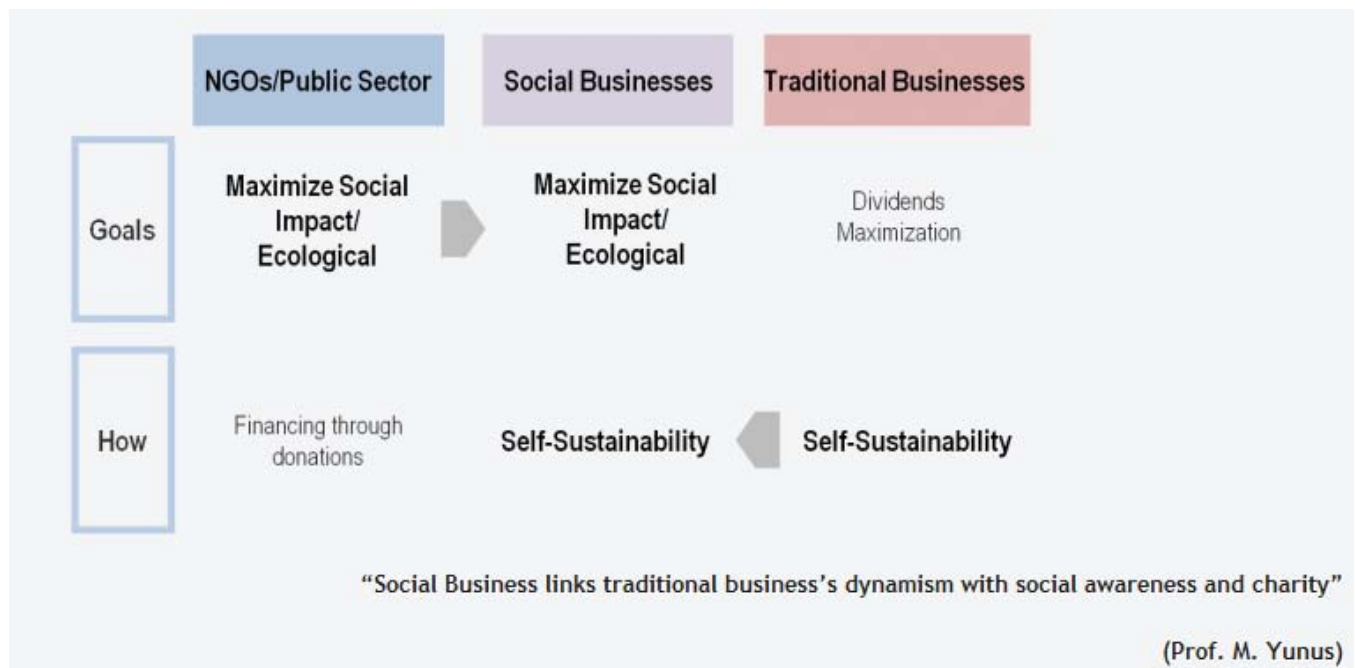 NGOs/Public Sector
Social Businesses
Traditional Businesses
Goals
Maximize Social
Impact/
Ecological
Maximize Social
Impact/
Ecological
Dividends
Maximization
How
Financing through
donations
Self-Sustainability
Self-Sustainability
“Social Business links traditional business’s dynamism with social awareness and charity”
(Prof. M. Yunus)